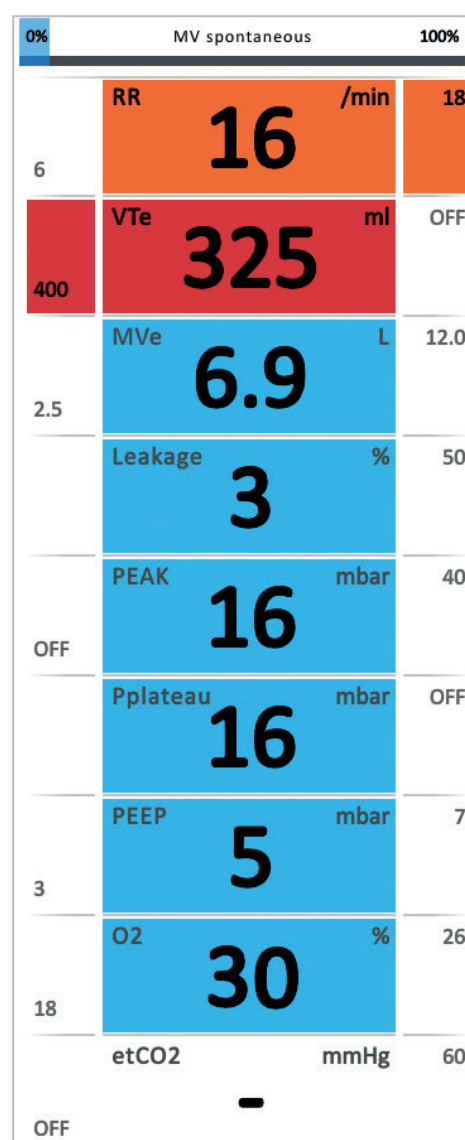 0% MV spontaneous 100%
RR /min 18
16
6
VTe ml OFF
325
400
MVe L 12.0
6.9
2.5
Leakage % 50
3
PEAK mbar 40
16
OFF
Pplateau mbar OFF
16
PEEP mbar 7
5
3
O2 % 26
30
18
etCO2 mmHg 60
-
OFF